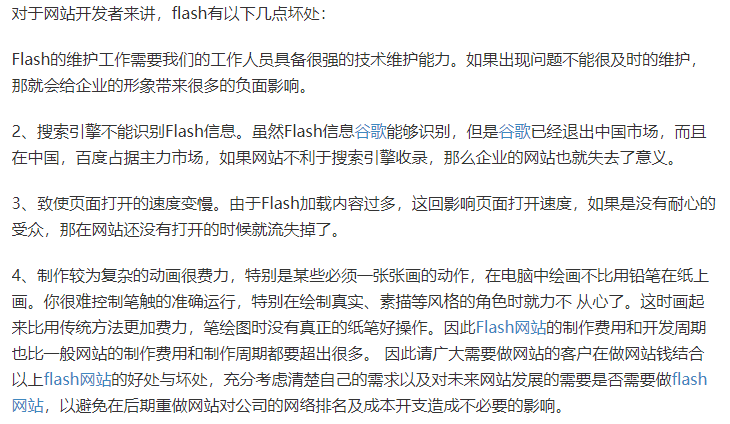 对于网站开发者来讲，flash有以下几点坏处：
Flash的维护工作需要我们的工作人员具备很强的技术维护能力。如果出现问题不能很及时的维护，
那就会给企业的形象带来很多的负面影响。
2、搜索引擎不能识别Flash信息。虽然Flash信息谷歌能够识别，但是谷歌已经退出中国市场，而且
在中国，百度占据主力市场，如果网站不利于搜索引擎收录，那么企业的网站也就失去了意义。
3、致使页面打开的速度变慢。由于Flash加载内容过多，这回影响页面打开速度，如果是没有耐心的
受众，那在网站还没有打开的时候就流失掉了。
4、制作较为复杂的动画很费力，特别是某些必须一张张画的动作，在电脑中绘画不比用铅笔在纸上
画。你很难控制笔触的准确运行，特别在绘制真实、素描等风格的角色时就力不 从心了。这时画起
来比用传统方法更加费力，笔绘图时没有真正的纸笔好操作。因此Flash网站的制作费用和开发周期
也比一般网站的制作费用和制作周期都要超出很多。 因此请广大需要做网站的客户在做网站钱结合
以上flash网站的好处与坏处，充分考虑清楚自己的需求以及对未来网站发展的需要是否需要做flash
网站，以避免在后期重做网站对公司的网络排名及成本开支造成不必要的影响。